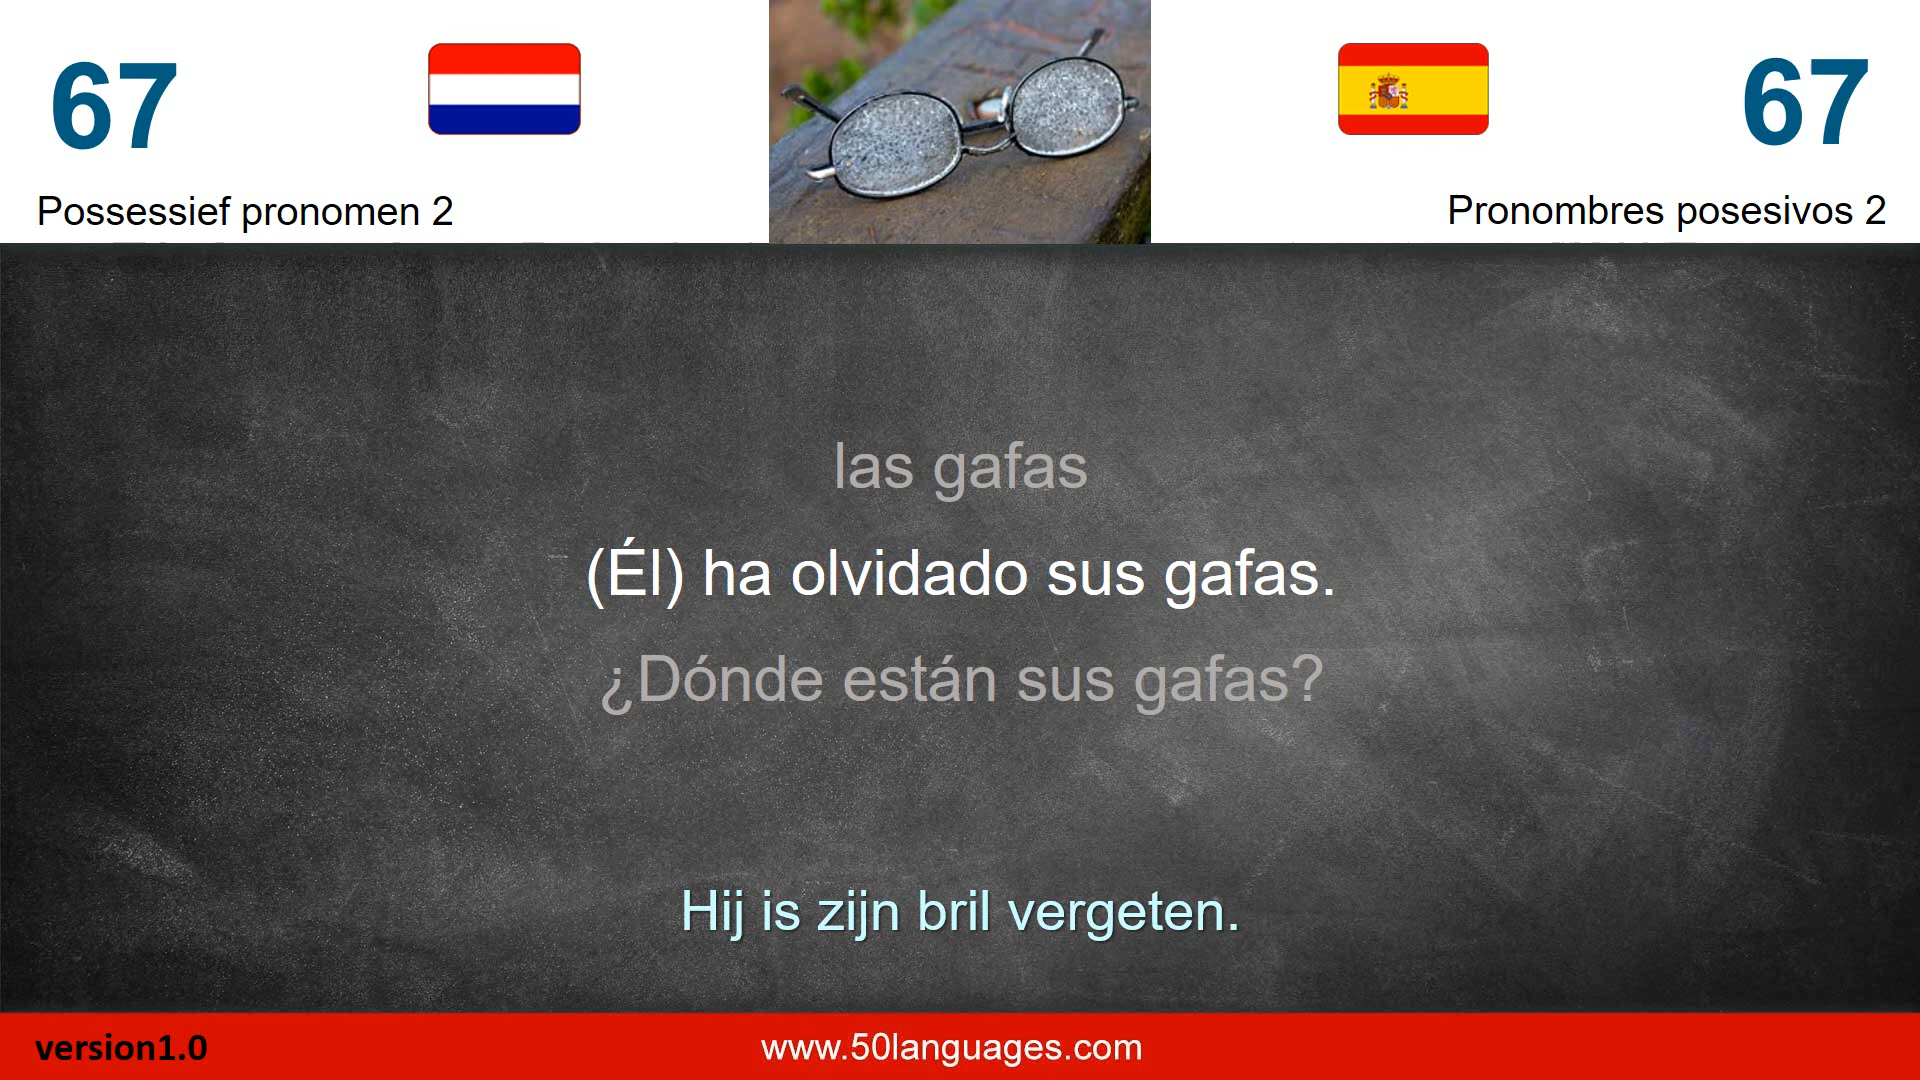 67
67
Possessief pronomen 2
Pronombres posesivos 2
las gafas
(Él) ha olvidado sus gafas.
¿Dónde están sus gafas?
Hij is zijn bril vergeten.
version1.0
www.50languages.com